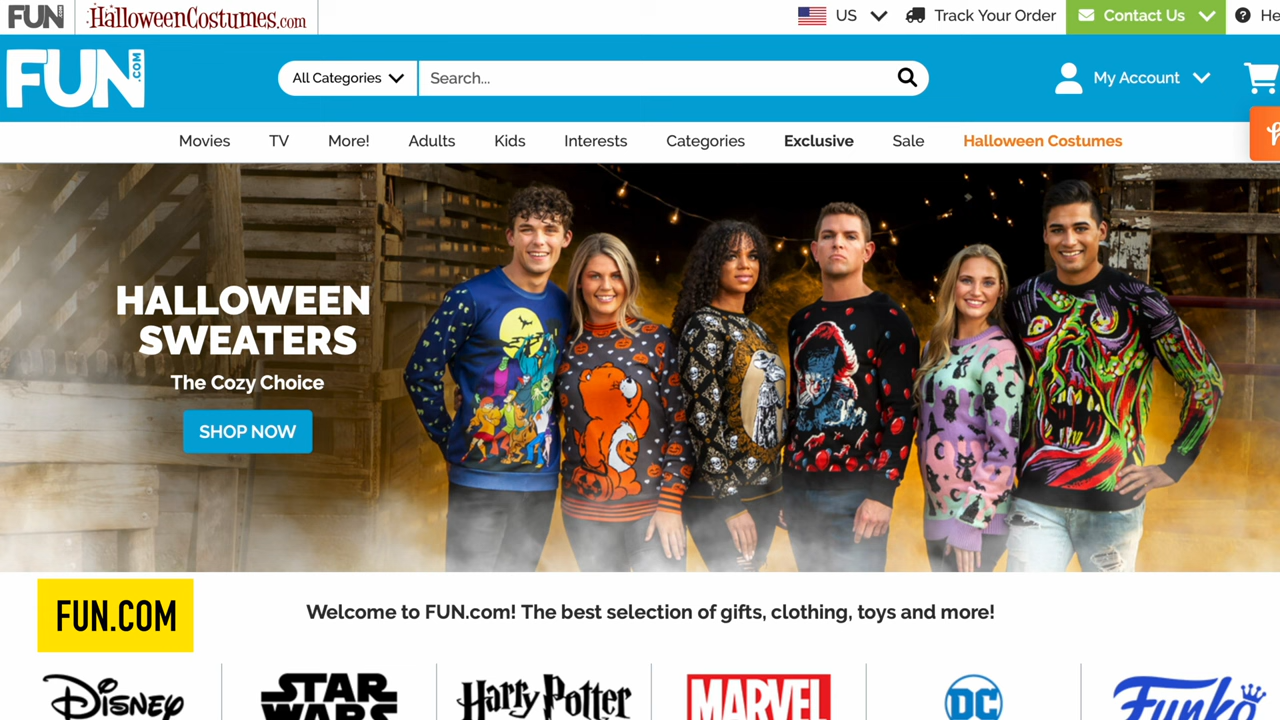 FUN.COM HalloweenCostumes.com US Track Your Order Contact Us
FUN.COM All Categories Search... My Account
Movies TV More! Adults Kids Interests Categories Exclusive Sale Halloween Costumes
HALLOWEEN
SWEATERS
The Cozy Choice
SHOP NOW
FUN.COM
Welcome to FUN.com! The best selection of gifts, clothing, toys and more!
Disney STAR WARS Harry Potter MARVEL DC Funko